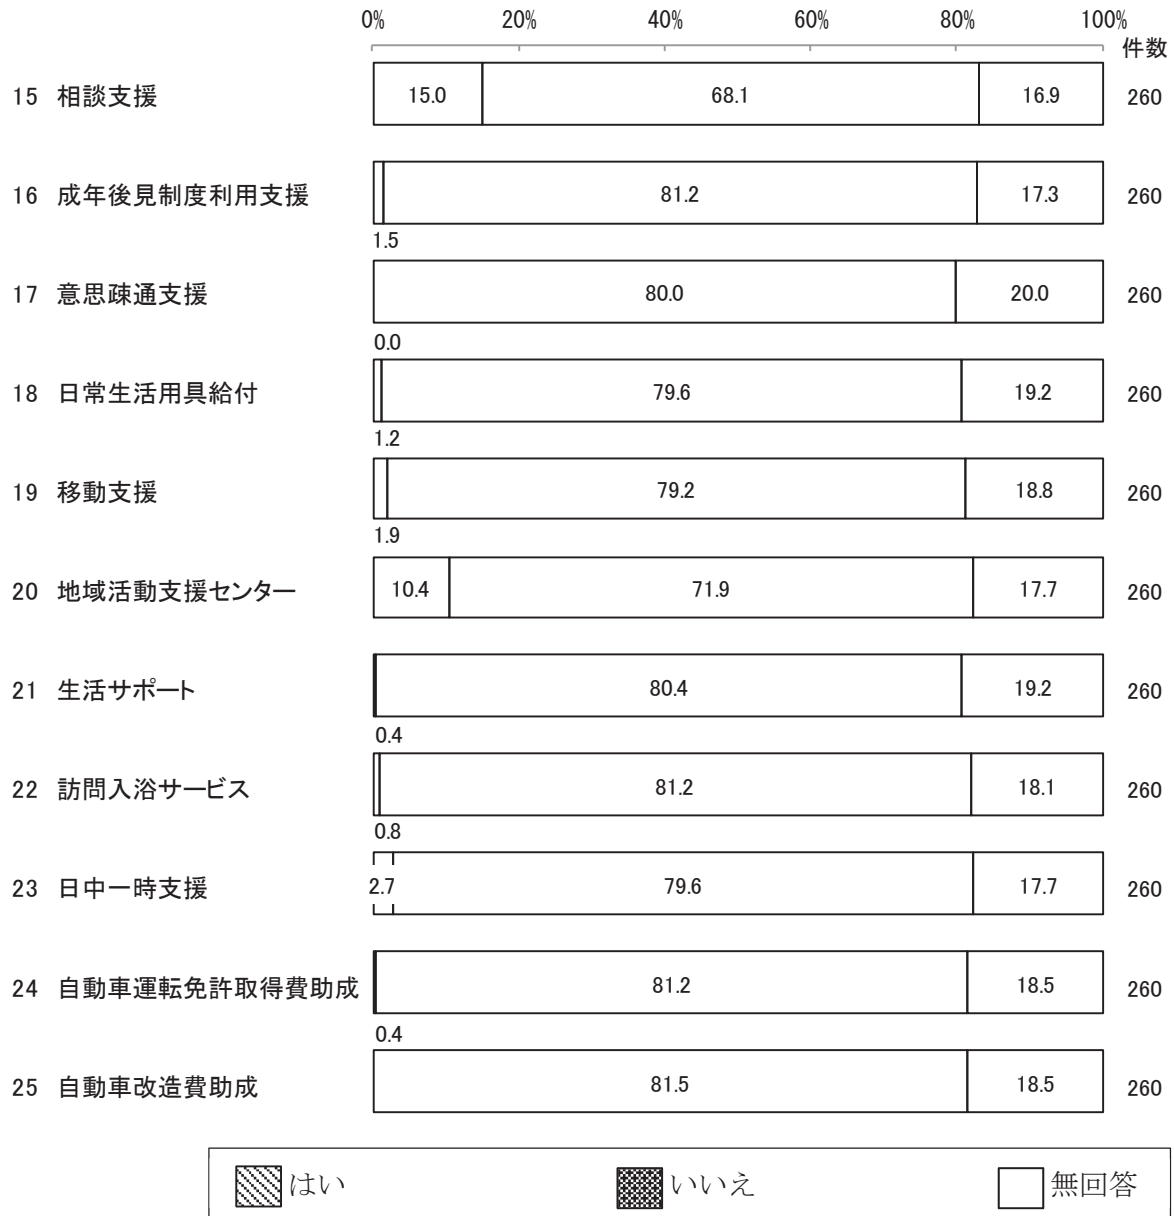 0% 20% 40% 60% 80% 100%
件数
15 相談支援 15.0 68.1 16.9 260
16 成年後見制度利用支援 81.2 17.3 260
1.5
17 意思疎通支援 80.0 20.0 260
0.0
18 日常生活用具給付 79.6 19.2 260
1.2
19 移動支援 79.2 18.8 260
1.9
20 地域活動支援センター 10.4 71.9 17.7 260
21 生活サポート 80.4 19.2 260
0.4
22 訪問入浴サービス 81.2 18.1 260
0.8
23 日中一時支援 2.7 79.6 17.7 260
24 自動車運転免許取得費助成 81.2 18.5 260
0.4
25 自動車改造費助成 81.5 18.5 260
はい いいえ 無回答